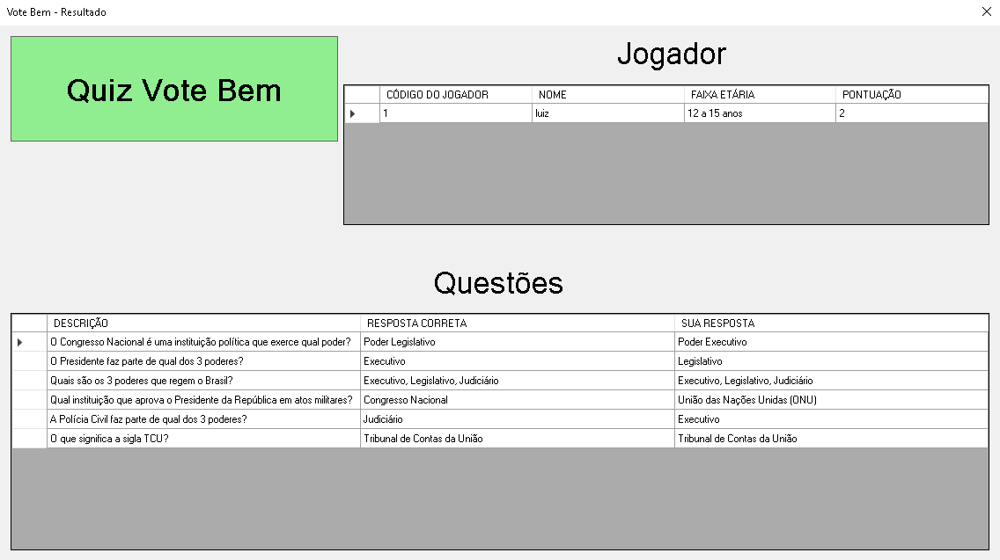 Vote Bem - Resultado
Quiz Vote Bem
Jogador
CÓDIGO DO JOGADOR NOME FAIXA ETÁRIA PONTUAÇÃO
1 luiz 12 a 15 anos 2
Questões
DESCRIÇÃO RESPOSTA CORRETA SUA RESPOSTA
O Congresso Nacional é uma instituição política que exerce qual poder? Poder Legislativo Poder Executivo
O Presidente faz parte de qual dos 3 poderes? Executivo Legislativo
Quais são os 3 poderes que regem o Brasil? Executivo, Legislativo, Judiciário Executivo, Legislativo, Judiciário
Qual instituição que aprova o Presidente da República em atos militares? Congresso Nacional União das Nações Unidas (ONU)
A Polícia Civil faz parte de qual dos 3 poderes? Judiciário Executivo
O que significa a sigla TCU? Tribunal de Contas da União Tribunal de Contas da União